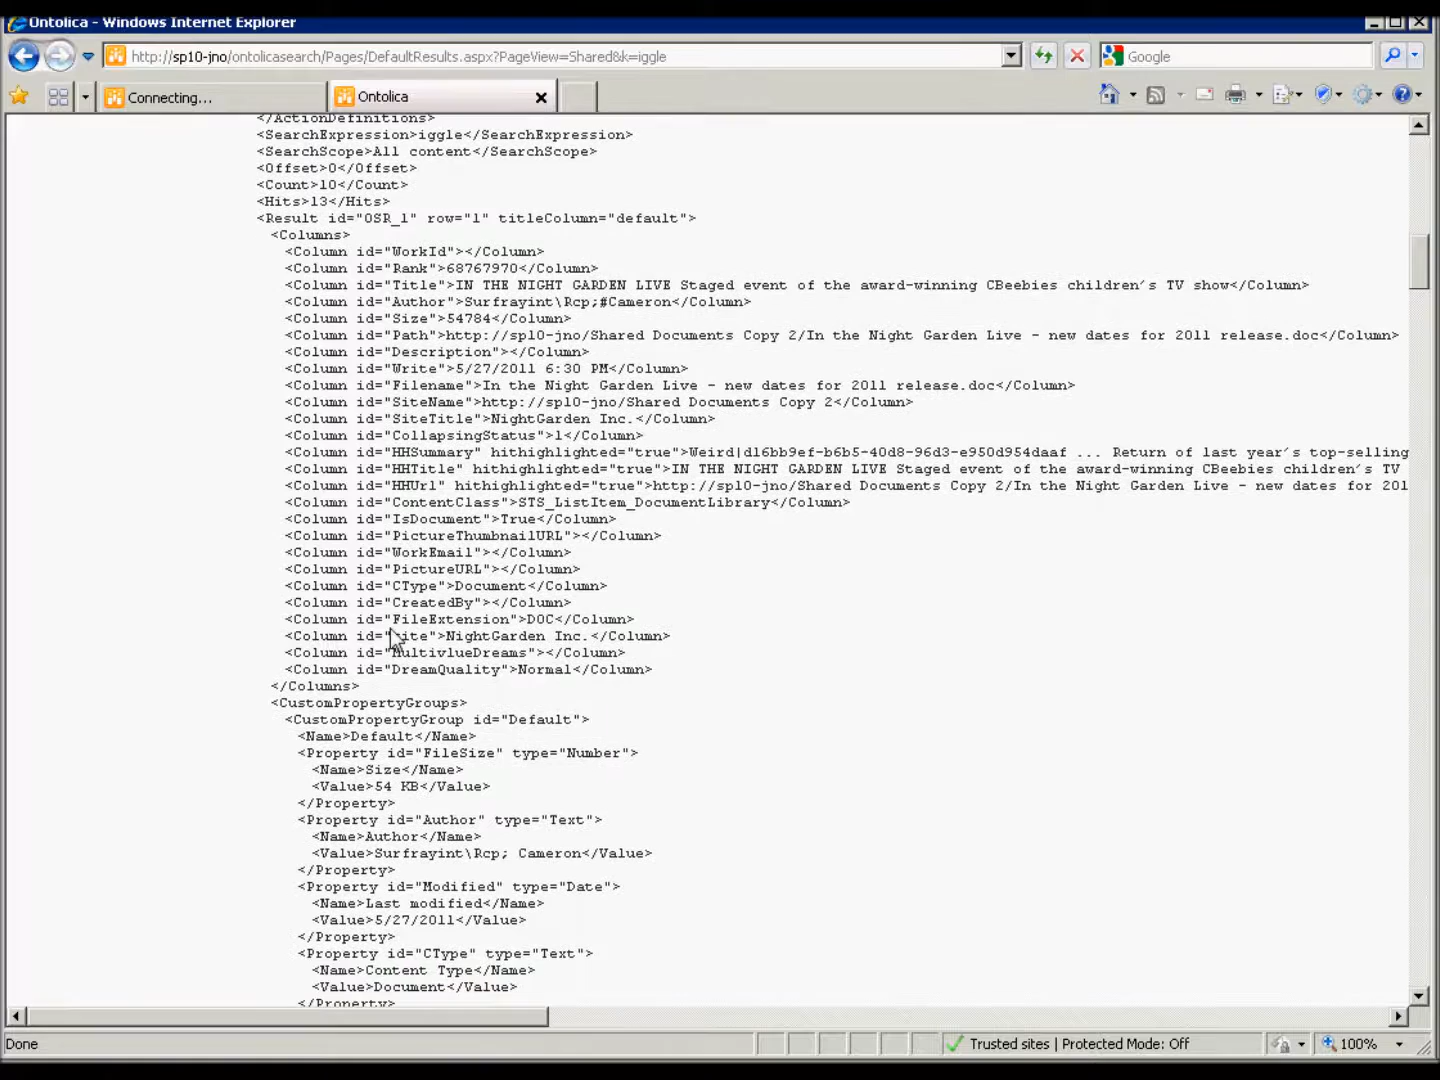 Ontolica - Windows Internet Explorer
http://sp10-jno/ontolicasearch/Pages/DefaultResults.aspx?PageView=Shared&k=iggle
Google
Connecting...
Ontolica
</ActionDefinitions>
<SearchExpression>iggle</SearchExpression>
<SearchScope>All content</SearchScope>
<Offset>0</Offset>
<Count>10</Count>
<Hits>13</Hits>
<Result id="OSR_1" row="1" titleColumn="default">
<Columns>
<Column id="WorkId"></Column>
<Column id="Rank">68767970</Column>
<Column id="Title">IN THE NIGHT GARDEN LIVE Staged event of the award-winning CBeebies children's TV show</Column>
<Column id="Author">Surfrayint\Rcp;#Cameron</Column>
<Column id="Size">54784</Column>
<Column id="Path">http://sp10-jno/Shared Documents Copy 2/In the Night Garden Live - new dates for 2011 release.doc</Column>
<Column id="Description"></Column>
<Column id="Write">5/27/2011 6:30 PM</Column>
<Column id="Filename">In the Night Garden Live - new dates for 2011 release.doc</Column>
<Column id="SiteName">http://sp10-jno/Shared Documents Copy 2</Column>
<Column id="SiteTitle">NightGarden Inc.</Column>
<Column id="CollapsingStatus">1</Column>
<Column id="HHSummary" hithighlighted="true">Weird|d16bb9ef-b6b5-40d8-96d3-e950d954daaf ... Return of last year's top-selling
<Column id="HHTitle" hithighlighted="true">IN THE NIGHT GARDEN LIVE Staged event of the award-winning CBeebies children's TV
<Column id="HHUrl" hithighlighted="true">http://sp10-jno/Shared Documents Copy 2/In the Night Garden Live - new dates for 201
<Column id="ContentClass">STS_ListItem_DocumentLibrary</Column>
<Column id="IsDocument">True</Column>
<Column id="PictureThumbnailURL"></Column>
<Column id="WorkEmail"></Column>
<Column id="PictureURL"></Column>
<Column id="CType">Document</Column>
<Column id="CreatedBy"></Column>
<Column id="FileExtension">DOC</Column>
<Column id="Site">NightGarden Inc.</Column>
<Column id="MultivlueDreams"></Column>
<Column id="DreamQuality">Normal</Column>
</Columns>
<CustomPropertyGroups>
<CustomPropertyGroup id="Default">
<Name>Default</Name>
<Property id="FileSize" type="Number">
<Name>Size</Name>
<Value>54 KB</Value>
</Property>
<Property id="Author" type="Text">
<Name>Author</Name>
<Value>Surfrayint\Rcp; Cameron</Value>
</Property>
<Property id="Modified" type="Date">
<Name>Last modified</Name>
<Value>5/27/2011</Value>
</Property>
<Property id="CType" type="Text">
<Name>Content Type</Name>
<Value>Document</Value>
</Property>
Done
Trusted sites | Protected Mode: Off
100%